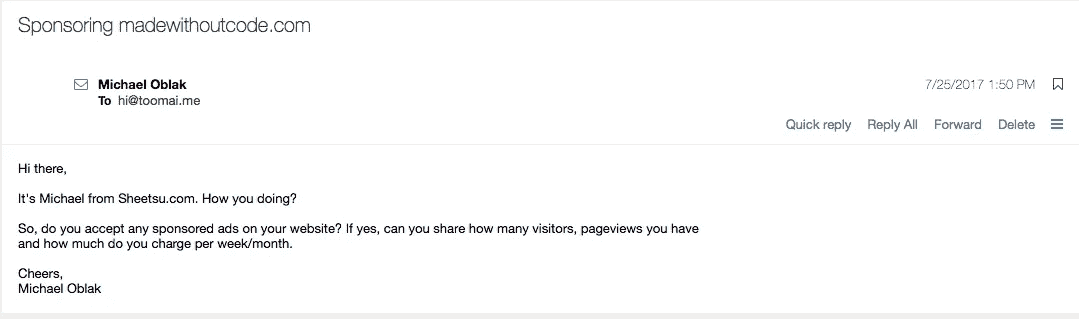 Sponsoring madewithoutcode.com
Michael Oblak
7/25/2017 1:50 PM
To hi@toomai.me
Quick reply Reply All Forward Delete
Hi there,
It's Michael from Sheetsu.com. How you doing?
So, do you accept any sponsored ads on your website? If yes, can you share how many visitors, pageviews you have
and how much do you charge per week/month.
Cheers,
Michael Oblak